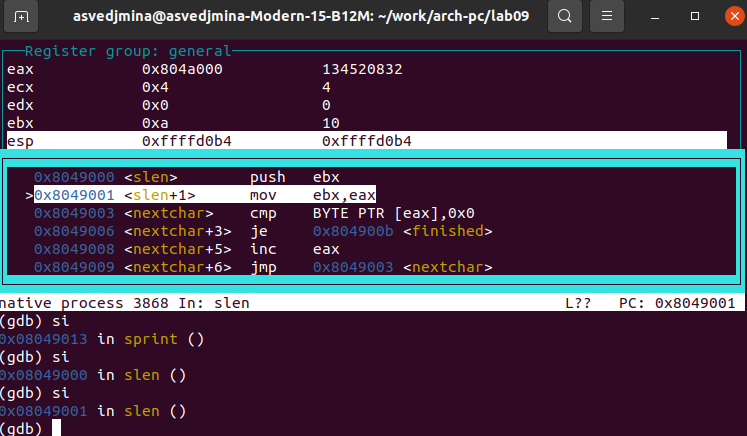 asvedjmina@asvedjmina-Modern-15-B12M: ~/work/arch-pc/lab09
Register group: general
eax 0x804a000 134520832
ecx 0x4 4
edx 0x0 0
ebx 0xa 10
esp 0xffffd0b4 0xffffd0b4
0x8049000 <slen> push ebx
>0x8049001 <slen+1> mov ebx,eax
0x8049003 <nextchar> cmp BYTE PTR [eax],0x0
0x8049006 <nextchar+3> je 0x804900b <finished>
0x8049008 <nextchar+5> inc eax
0x8049009 <nextchar+6> jmp 0x8049003 <nextchar>
native process 3868 In: slen L?? PC: 0x8049001
(gdb) si
0x08049013 in sprint ()
(gdb) si
0x08049000 in slen ()
(gdb) si
0x08049001 in slen ()
(gdb)